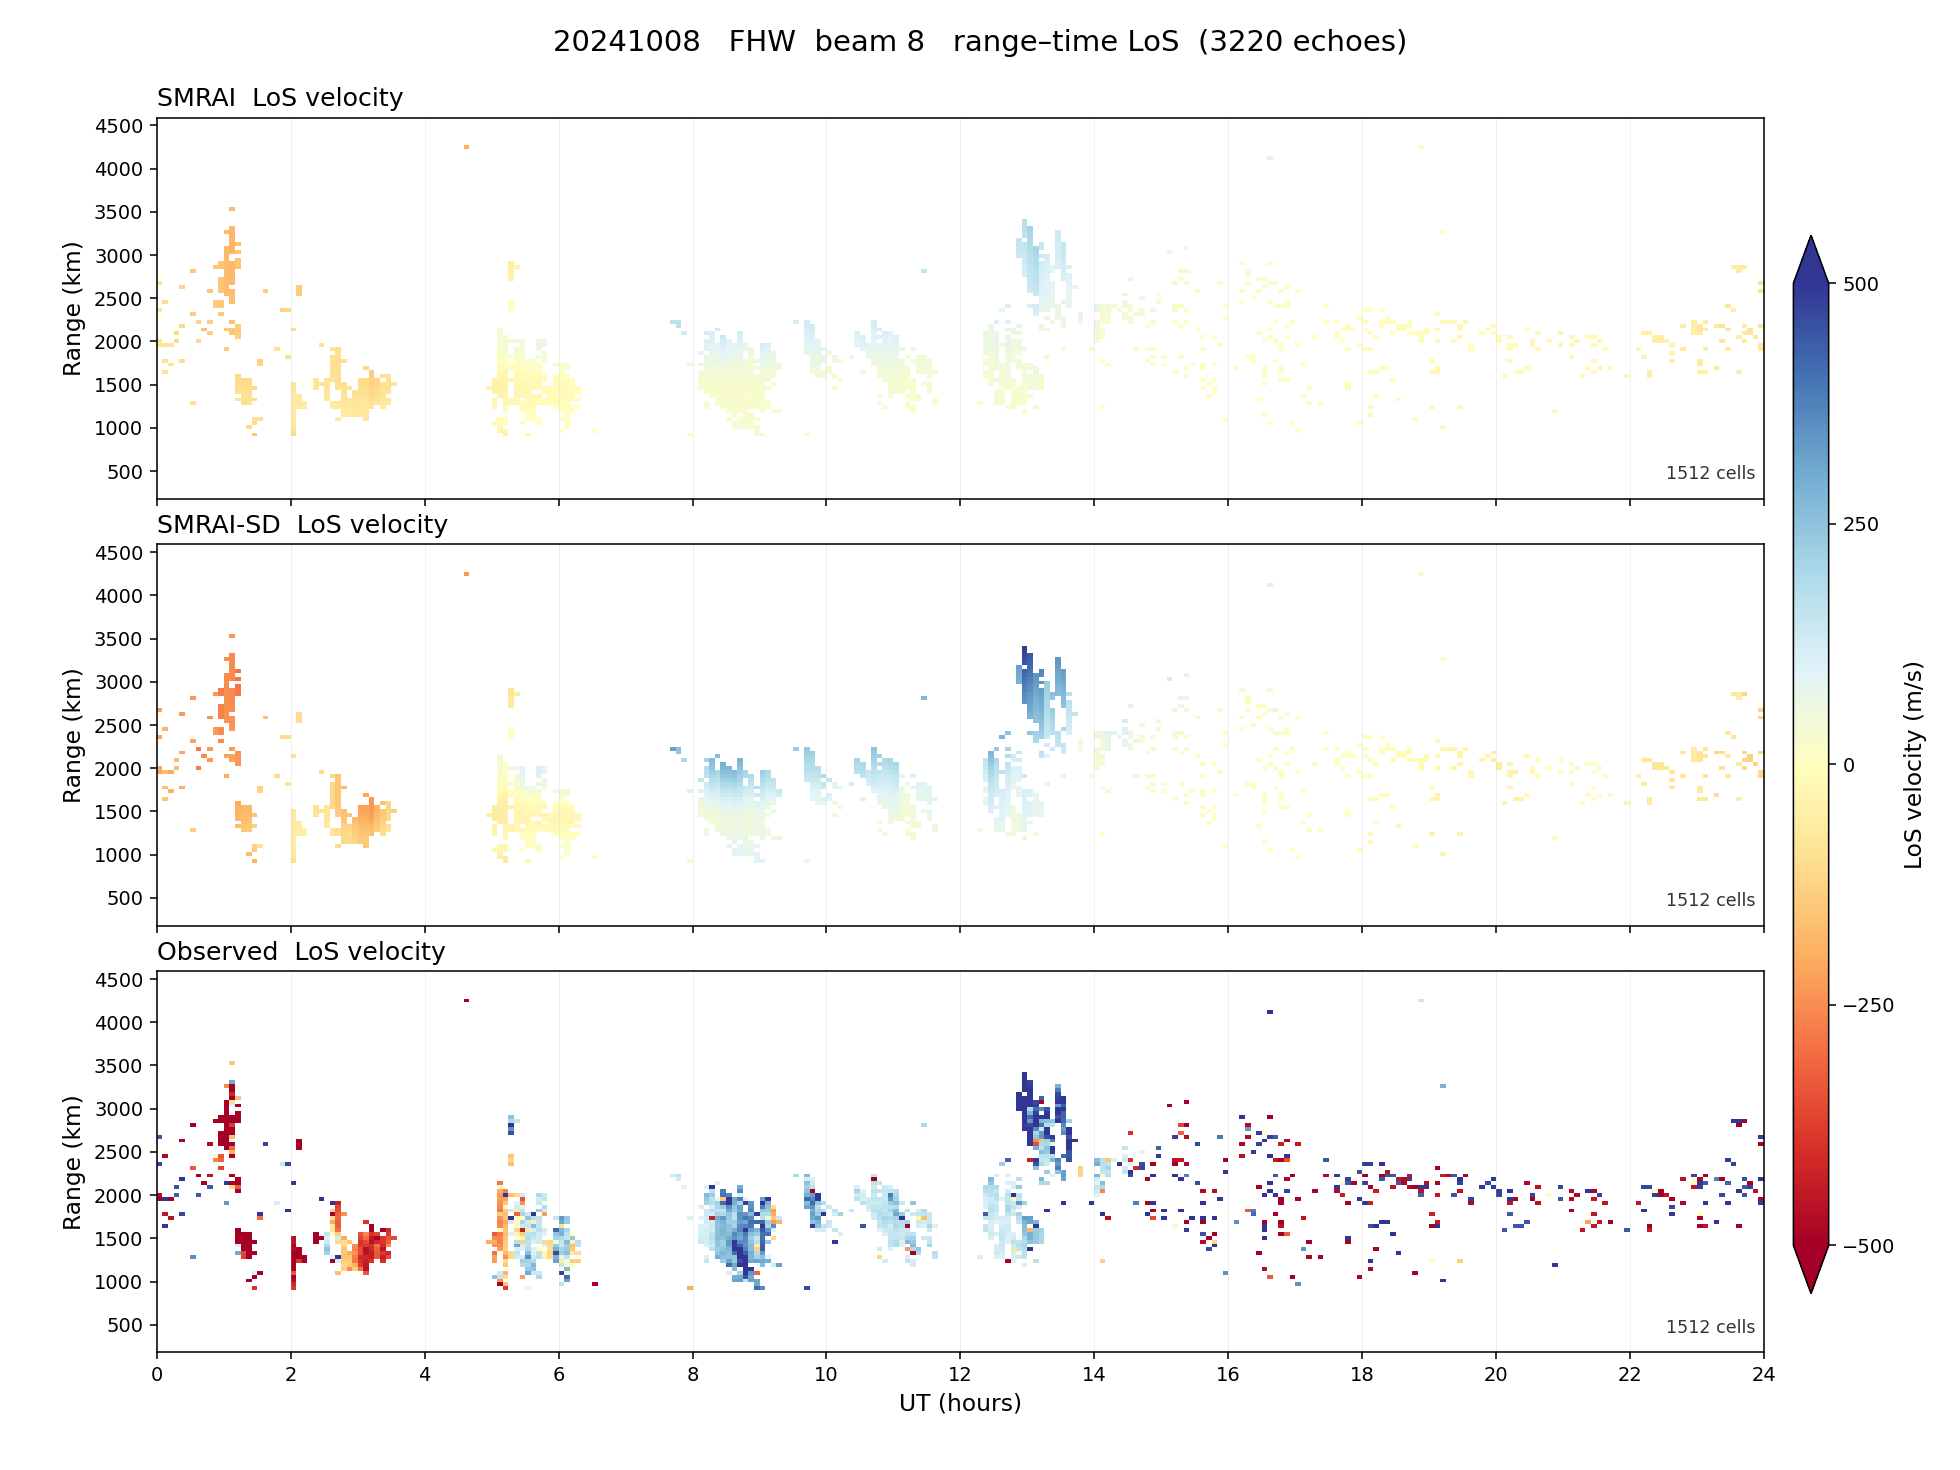 20241008   FHW  beam 8   range–time LoS  (3220 echoes)
SMRAI  LoS velocity
4500
4000
3500
3000
2500
2000
1500
1000
500
Range (km)
1512 cells
SMRAI-SD  LoS velocity
4500
4000
3500
3000
2500
2000
1500
1000
500
Range (km)
1512 cells
Observed  LoS velocity
4500
4000
3500
3000
2500
2000
1500
1000
500
Range (km)
1512 cells
0 2 4 6 8 10 12 14 16 18 20 22 24
UT (hours)
500
250
0
−250
−500
LoS velocity (m/s)